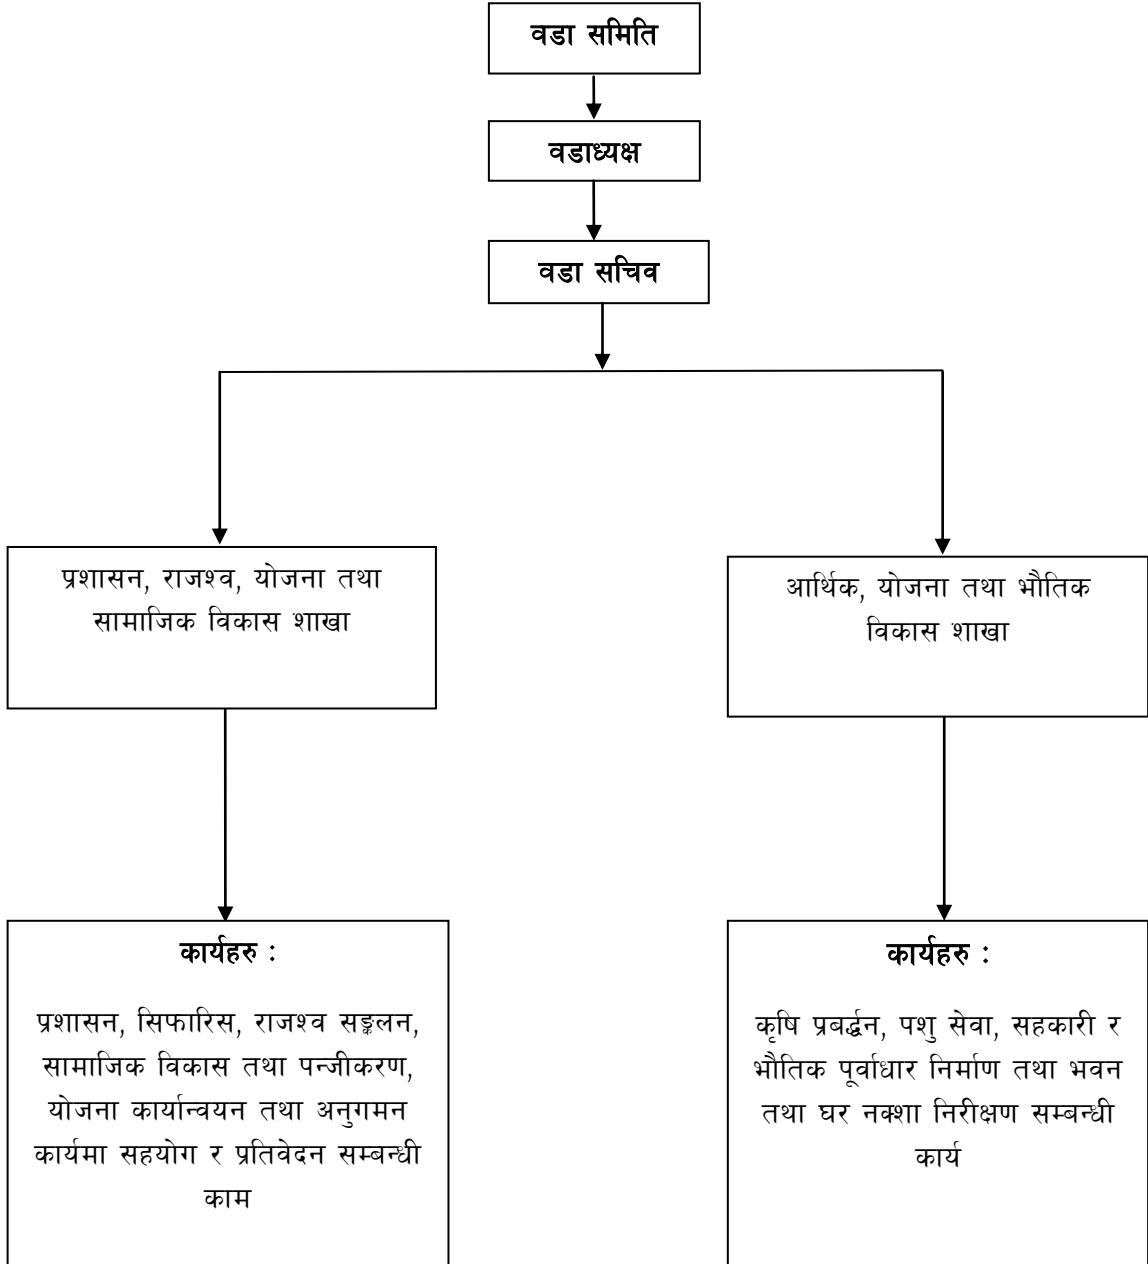 वडा समिति
वडाध्यक्ष
वडा सचिव
प्रशासन, राजश्व, योजना तथा
सामाजिक विकास शाखा
आर्थिक, योजना तथा भौतिक
विकास शाखा
कार्यहरु :
प्रशासन, सिफारिस, राजश्व सङ्कलन,
सामाजिक विकास तथा पन्जीकरण,
योजना कार्यान्वयन तथा अनुगमन
कार्यमा सहयोग र प्रतिवेदन सम्बन्धी
काम
कार्यहरु :
कृषि प्रबर्द्धन, पशु सेवा, सहकारी र
भौतिक पूर्वाधार निर्माण तथा भवन
तथा घर नक्शा निरीक्षण सम्बन्धी
कार्य